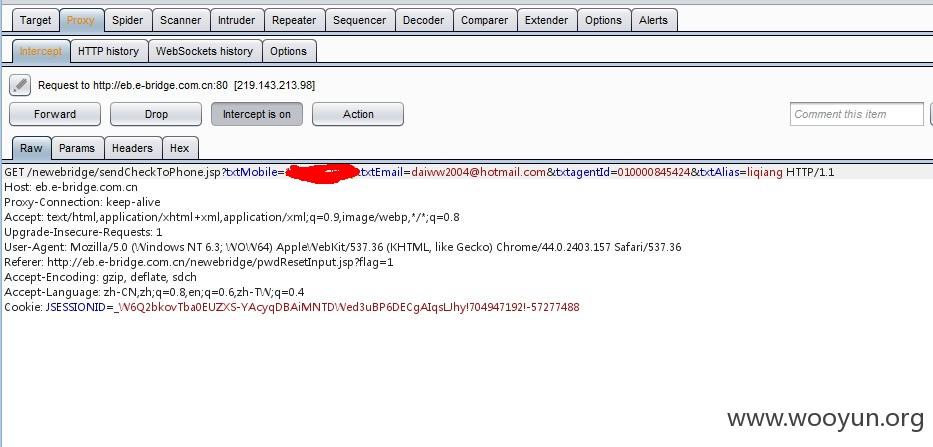 Target Proxy Spider Scanner Intruder Repeater Sequencer Decoder Comparer Extender Options Alerts
Intercept HTTP history WebSockets history Options
Request to http://eb.e-bridge.com.cn:80 [219.143.213.98]
Forward Drop Intercept is on Action Comment this item
Raw Params Headers Hex
GET /newebridge/sendCheckToPhone.jsp?txtMobile= txtEmail=daiww2004@hotmail.com&txtagentId=010000845424&txtAlias=liqiang HTTP/1.1
Host: eb.e-bridge.com.cn
Proxy-Connection: keep-alive
Accept: text/html,application/xhtml+xml,application/xml;q=0.9,image/webp,*/*;q=0.8
Upgrade-Insecure-Requests: 1
User-Agent: Mozilla/5.0 (Windows NT 6.3; WOW64) AppleWebKit/537.36 (KHTML, like Gecko) Chrome/44.0.2403.157 Safari/537.36
Referer: http://eb.e-bridge.com.cn/newebridge/pwdResetInput.jsp?flag=1
Accept-Encoding: gzip, deflate, sdch
Accept-Language: zh-CN,zh;q=0.8,en;q=0.6,zh-TW;q=0.4
Cookie: JSESSIONID=_W6Q2bkovTba0EUZXS-YAcyqDBAiMNTDWed3uBP6DECgAIqsLJhy!704947192!-57277488
www.wooyun.org